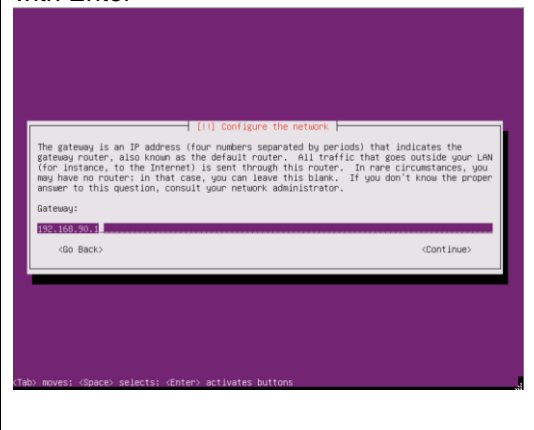 with Enter
[!!] Configure the network
The gateway is an IP address (four numbers separated by periods) that indicates the
gateway router, also known as the default router. All traffic that goes outside your LAN
(for instance, to the Internet) is sent through this router. In rare circumstances, you
may have no router; in that case, you can leave this blank. If you don't know the proper
answer to this question, consult your network administrator.
Gateway:
192.168.90.1
<Go Back> <Continue>
<Tab> moves; <Space> selects; <Enter> activates buttons